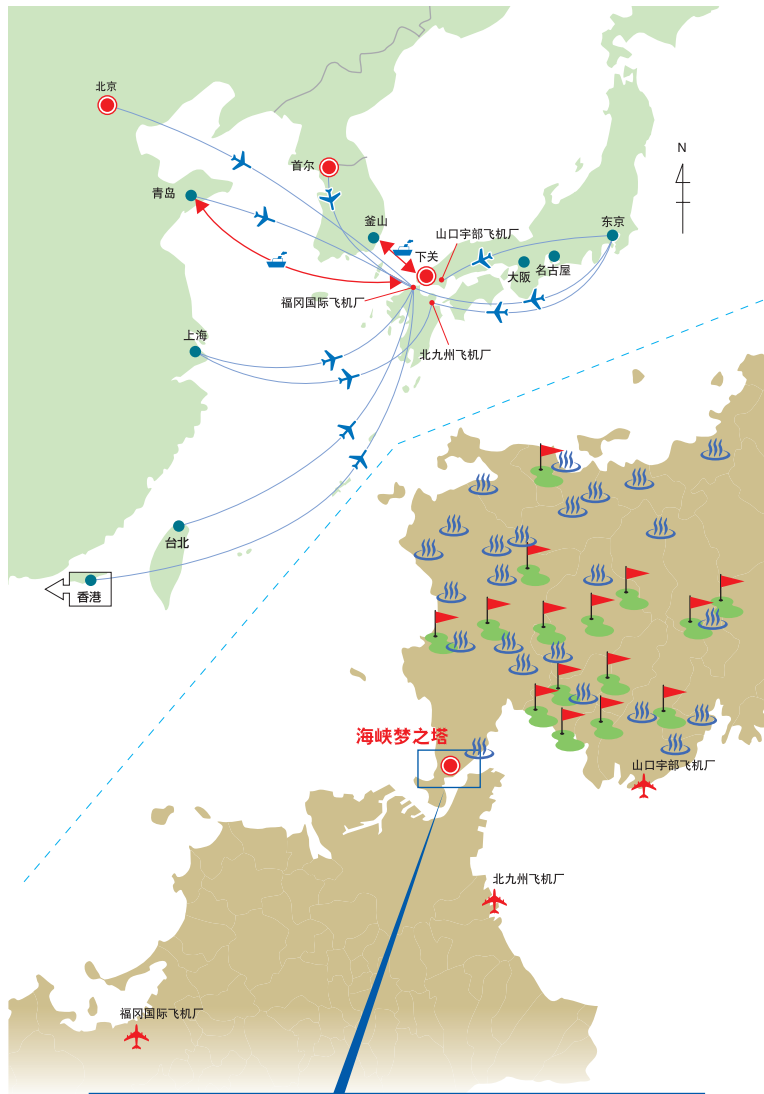 北京
N
首尔
青岛
釜山
东京
山口宇部飞机厂
下关
名古屋
大阪
福冈国际飞机厂
上海
北九州飞机厂
台北
香港
海峡梦之塔
山口宇部飞机厂
北九州飞机厂
福冈国际飞机厂